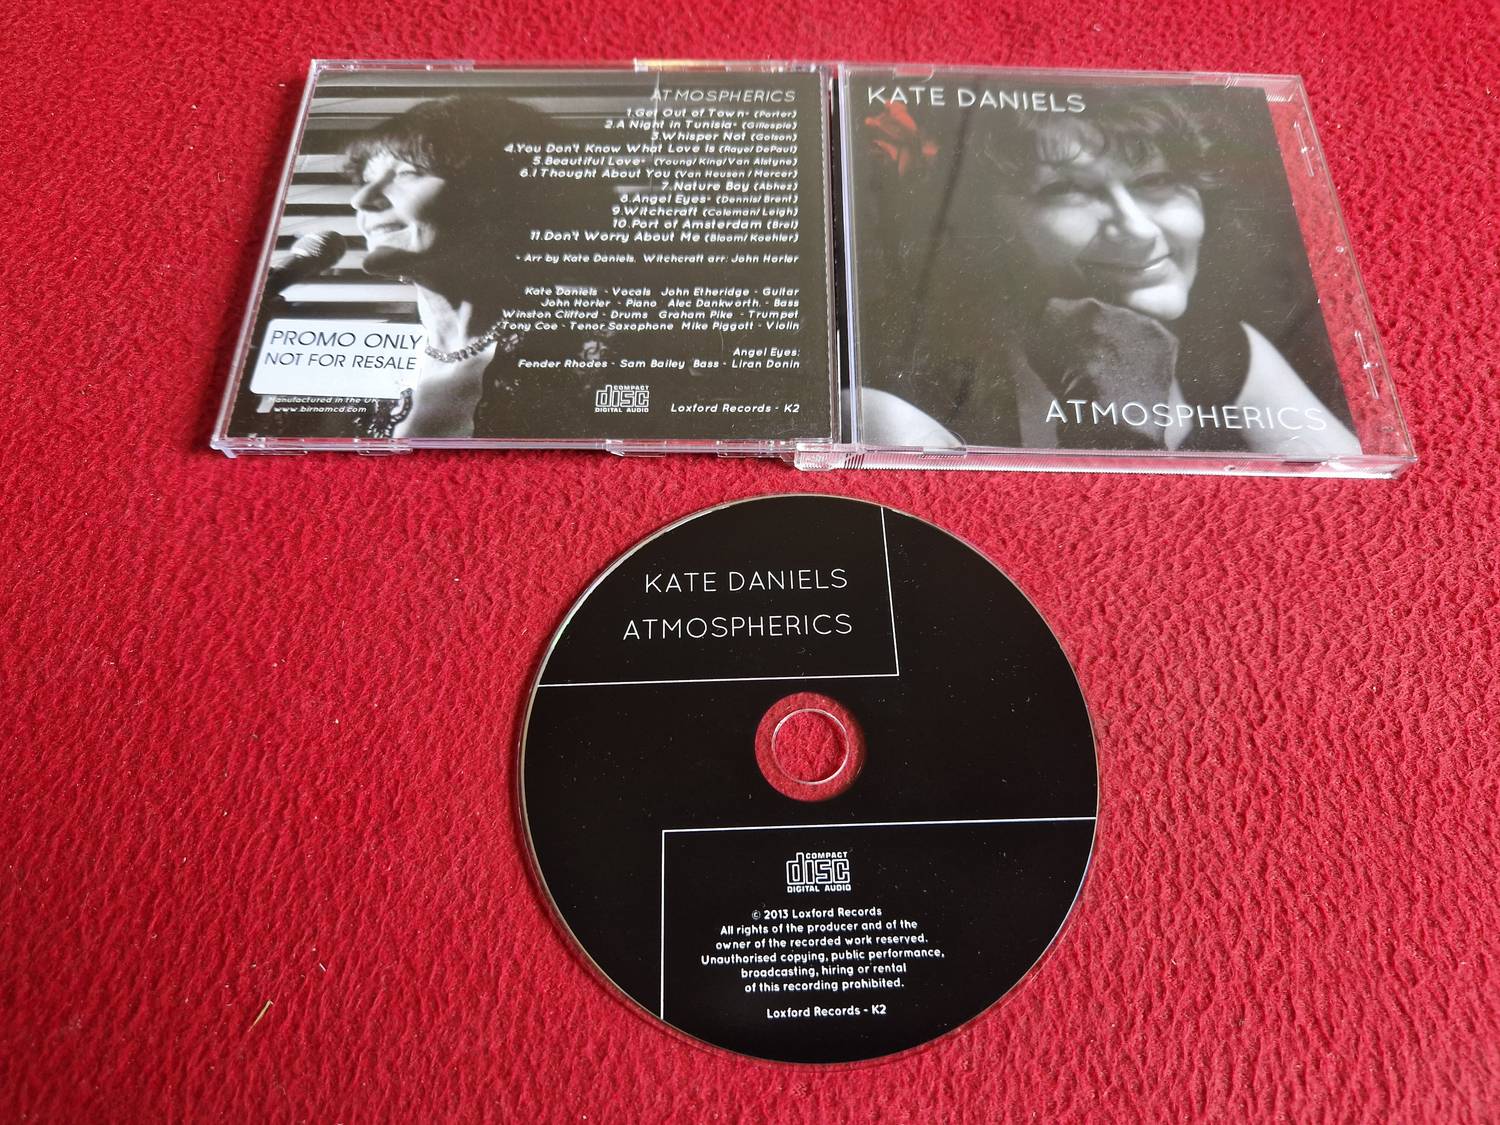 ATMOSPHERICS
1.Get Out of Town* (Porter)
2.A Night in Tunisia* (Gillespie)
3.Whisper Not (Golson)
4.You Don't Know What Love Is (Raye/DePaul)
5.Beautiful Love* (Young/King/Van Alstyne)
6.I Thought About You (Van Heusen/Mercer)
7.Nature Boy (Abhez)
8.Angel Eyes* (Dennis/Brent)
9.Witchcraft (Coleman/Leigh)
10.Port of Amsterdam (Brel)
11.Don't Worry About Me (Bloom/Koehler)
* Arr by Kate Daniels. Witchcraft arr: John Horler
Kate Daniels - Vocals John Etheridge - Guitar
John Horler - Piano Alec Dankworth. - Bass
Winston Clifford - Drums Graham Pike - Trumpet
Tony Coe - Tenor Saxophone Mike Piggott - Violin
Angel Eyes:
Fender Rhodes - Sam Bailey Bass - Liran Donin
PROMO ONLY
NOT FOR RESALE
Manufactured in the UK
www.birnamcd.com
COMPACT
disc
DIGITAL AUDIO
Loxford Records - K2
KATE DANIELS
ATMOSPHERICS
KATE DANIELS
ATMOSPHERICS
COMPACT
disc
DIGITAL AUDIO
© 2013 Loxford Records
All rights of the producer and of the
owner of the recorded work reserved.
Unauthorised copying, public performance,
broadcasting, hiring or rental
of this recording prohibited.
Loxford Records - K2